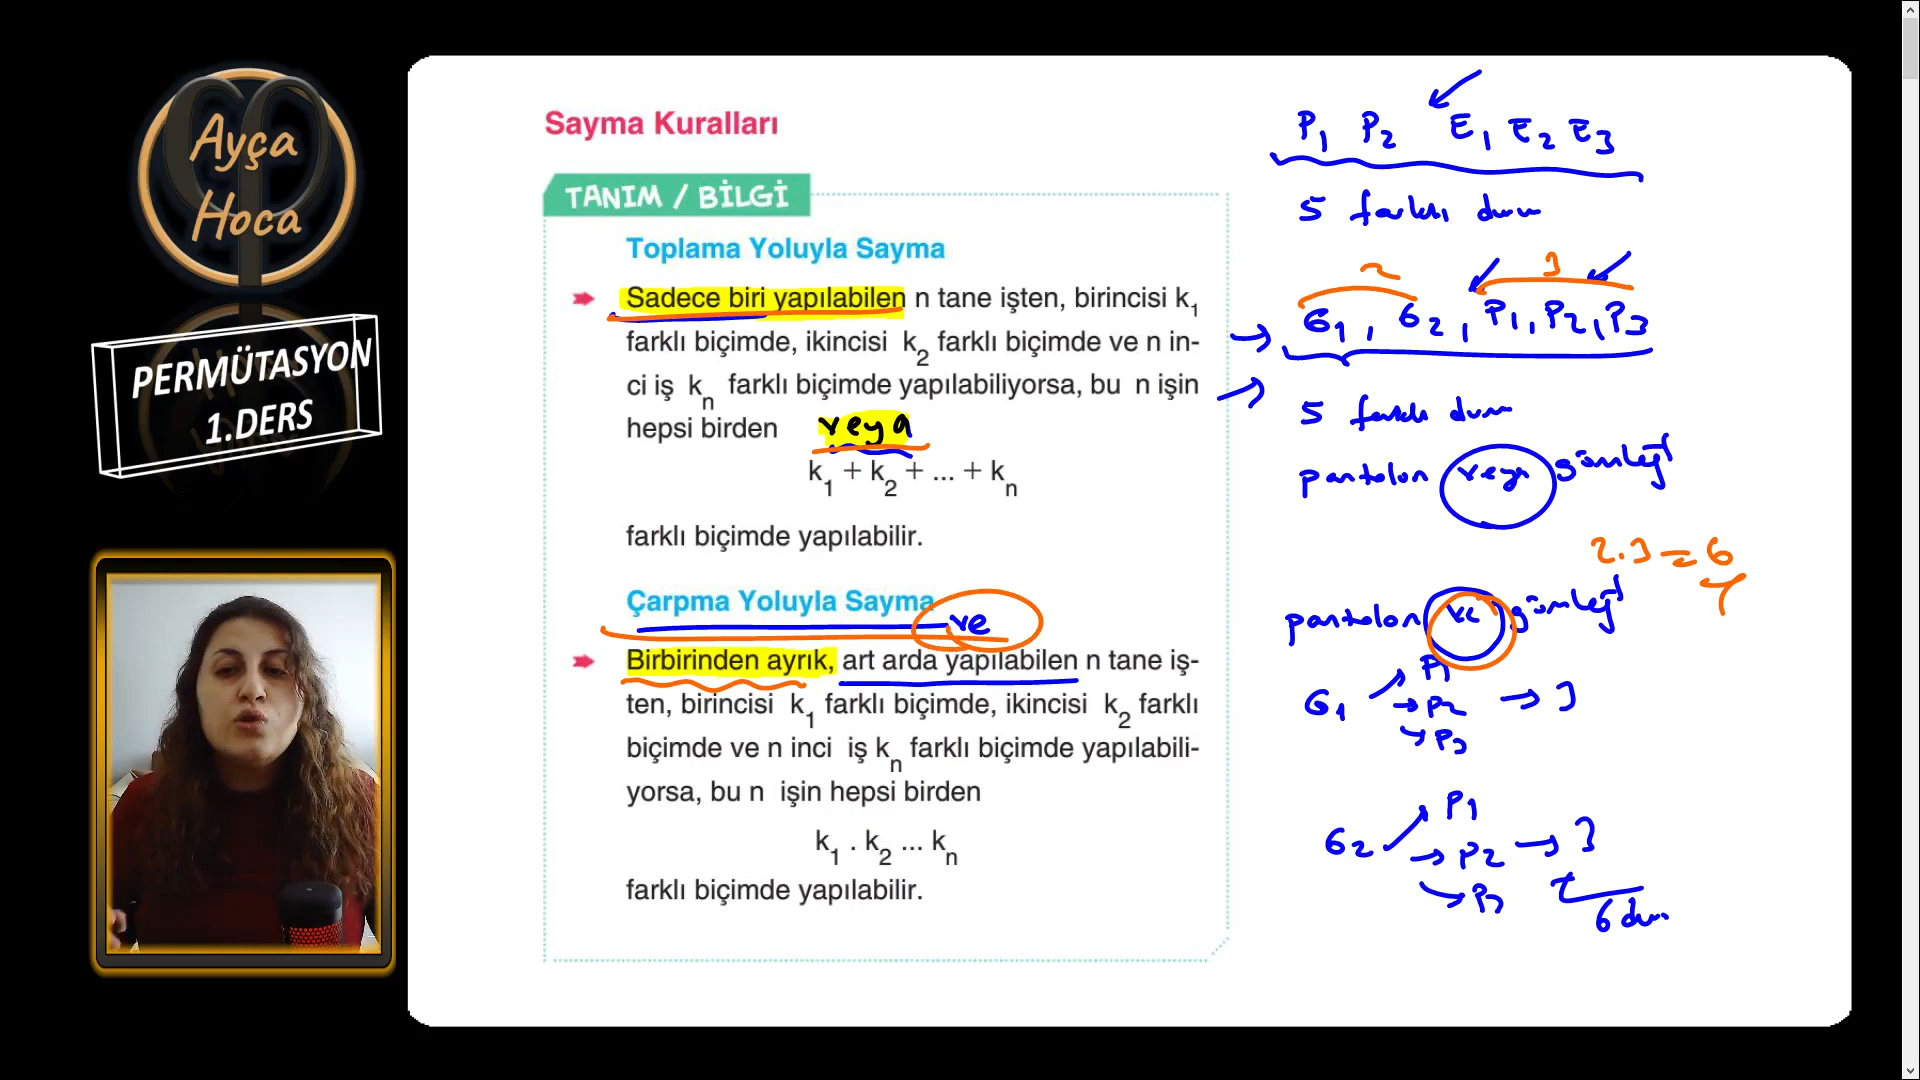 Ayça
Hoca
PERMÜTASYON
1.DERS
Sayma Kuralları
TANIM / BİLGİ
Toplama Yoluyla Sayma
Sadece biri yapılabilen n tane işten, birincisi k1
farklı biçimde, ikincisi k2 farklı biçimde ve n in-
ci iş kn farklı biçimde yapılabiliyorsa, bu n işin
hepsi birden veya
k1 + k2 + ... + kn
farklı biçimde yapılabilir.
Çarpma Yoluyla Sayma ve
Birbirinden ayrık, art arda yapılabilen n tane iş-
ten, birincisi k1 farklı biçimde, ikincisi k2 farklı
biçimde ve n inci iş kn farklı biçimde yapılabili-
yorsa, bu n işin hepsi birden
k1 . k2 ... kn
farklı biçimde yapılabilir.
P1 P2 E1 E2 E3
5 farklı durum
2 3
G1, G2, P1, P2, P3
5 farklı durum
pantolon veya gömleği
2.3=6
pantolon ve gömleği
P1
G1 → P2 → 3
P3
P1
G2 → P2 → 3
P3
6 durum